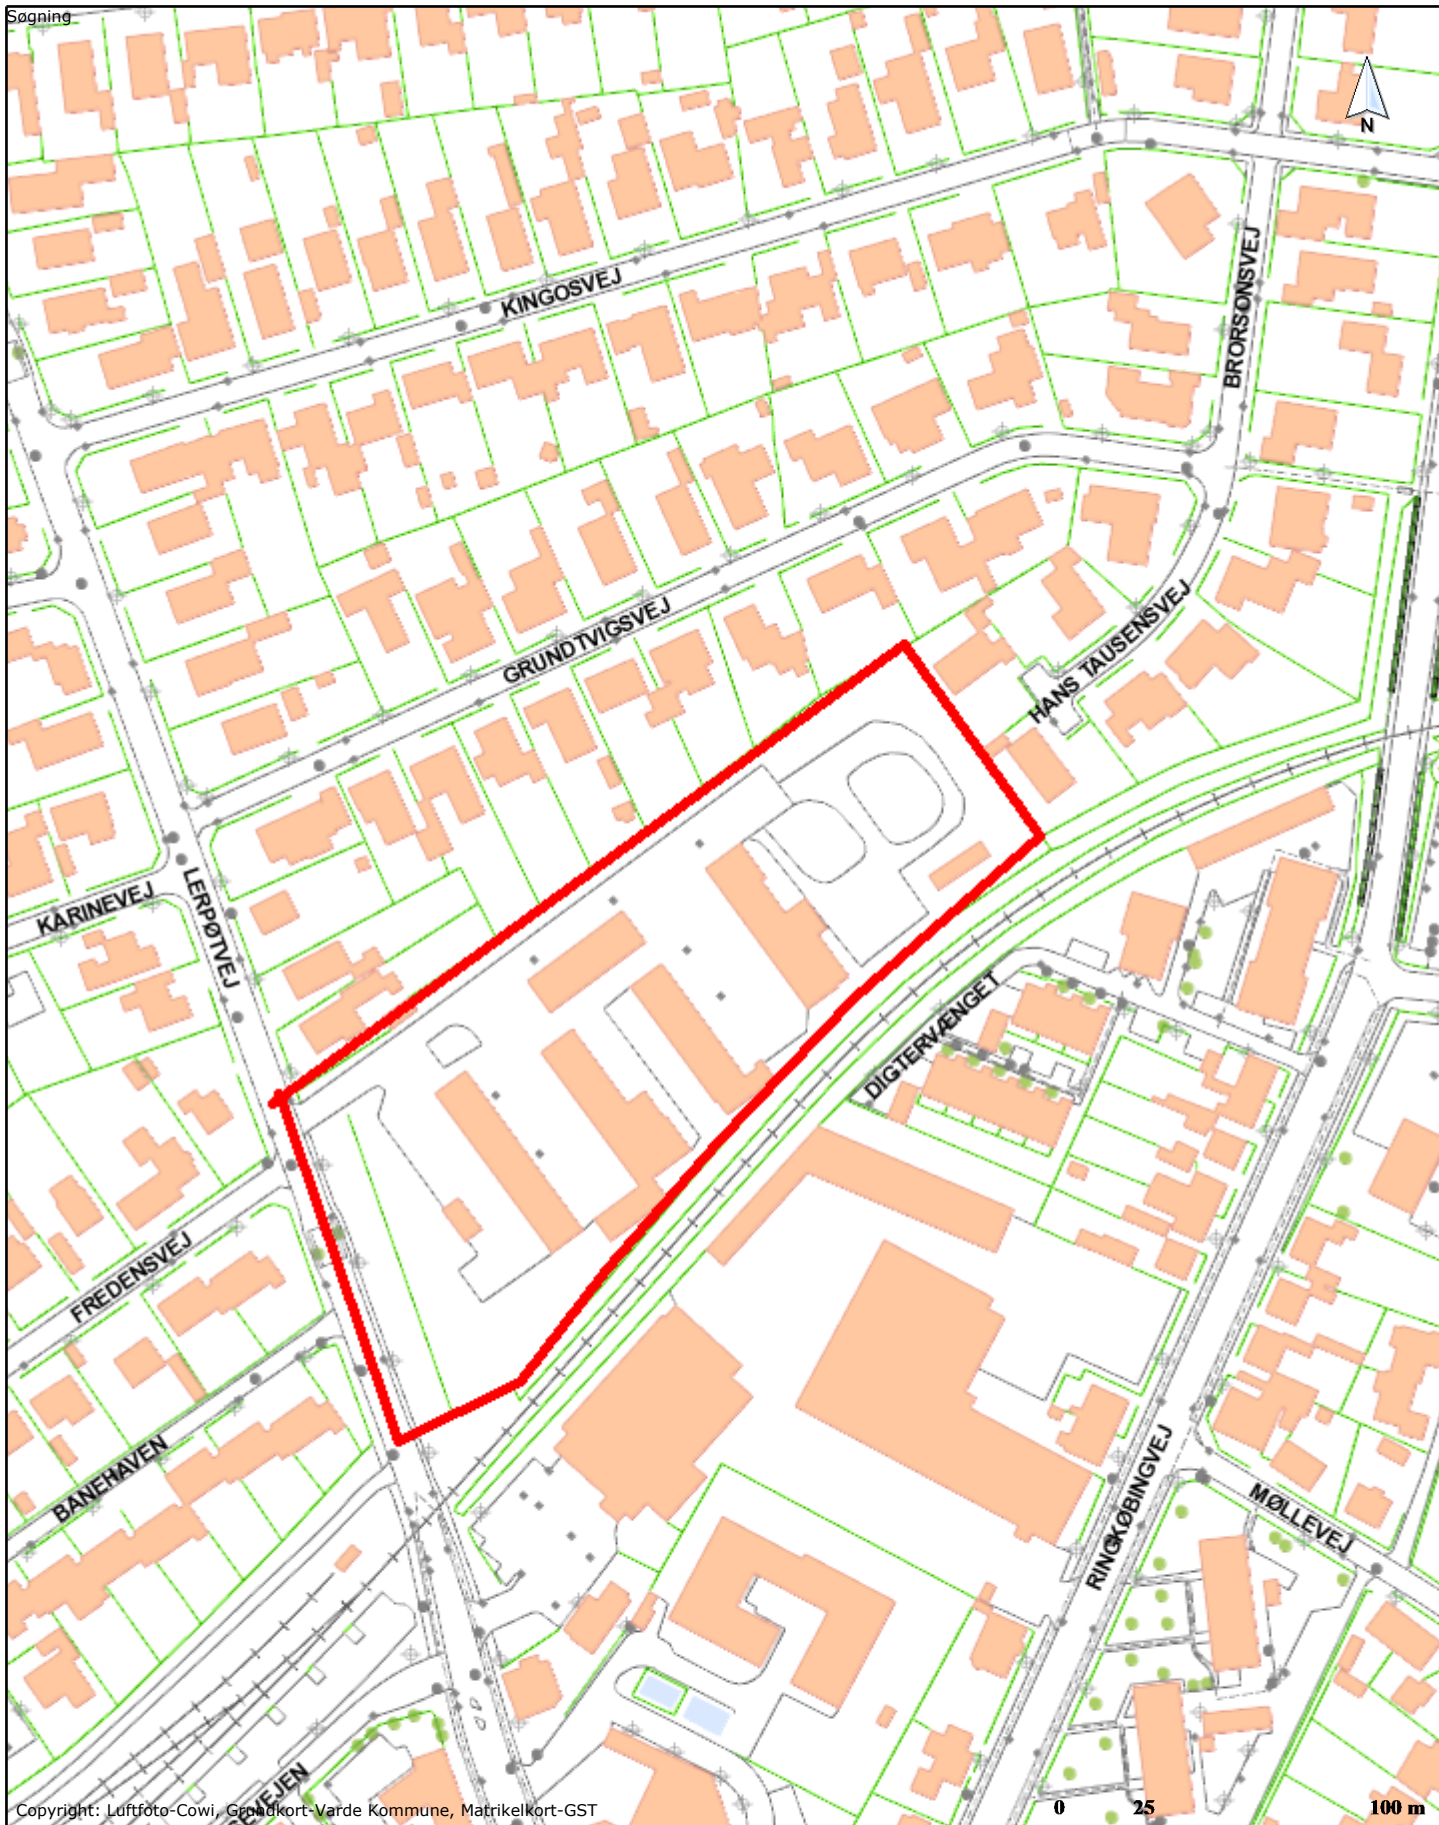 Søgning
N
KINGOSVEJ
BRORSONSVEJ
GRUNDTVIGSVEJ
HANS TAUSENSVEJ
KARINEVEJ
LERPØTVEJ
DIGTERVÆNGET
FREDENSVEJ
BANEHAVEN
RINGKØBINGVEJ
MØLLEVEJ
Copyright: Luftfoto-Cowi, Grundkort-Varde Kommune, Matrikelkort-GST
0 25 100 m